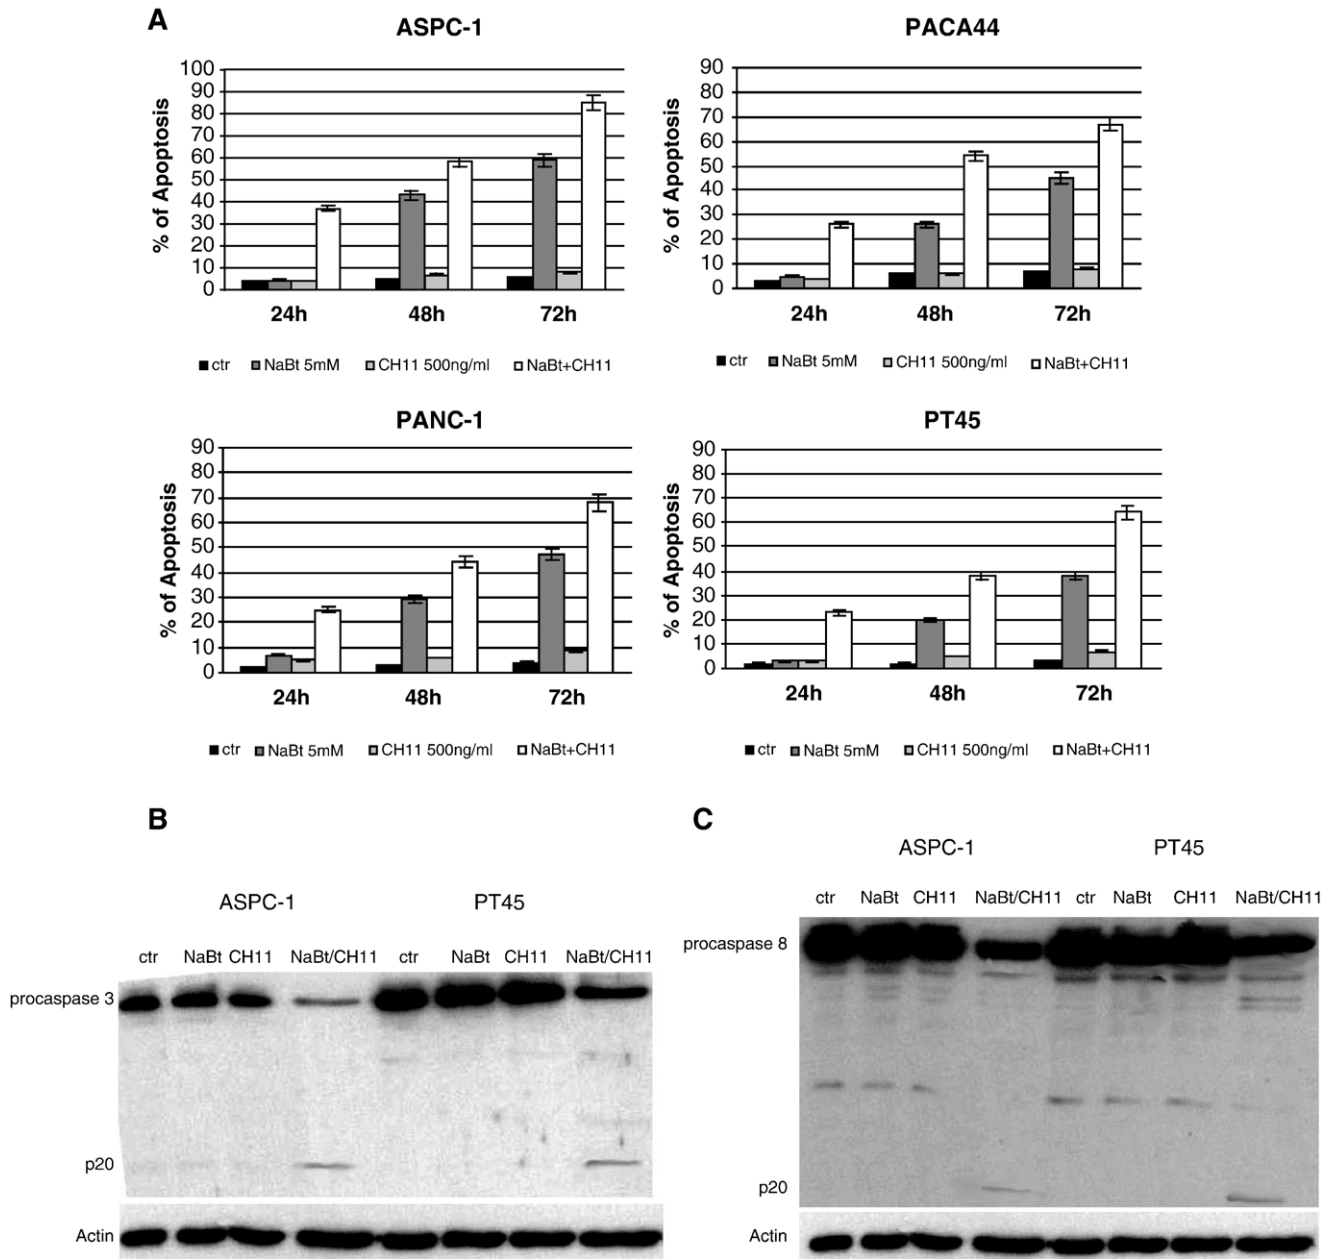 A
ASPC-1
% of Apoptosis
100
90
80
70
60
50
40
30
20
10
0
24h 48h 72h
ctr NaBt 5mM CH11 500ng/ml NaBt+CH11
PACA44
% of Apoptosis
90
80
70
60
50
40
30
20
10
0
24h 48h 72h
ctr NaBt 5mM CH11 500ng/ml NaBt+CH11
PANC-1
% of Apoptosis
90
80
70
60
50
40
30
20
10
0
24h 48h 72h
ctr NaBt 5mM CH11 500ng/ml NaBt+CH11
PT45
% of Apoptosis
90
80
70
60
50
40
30
20
10
0
24h 48h 72h
ctr NaBt 5mM CH11 500ng/ml NaBt+CH11
B
ASPC-1 PT45
ctr NaBt CH11 NaBt/CH11 ctr NaBt CH11 NaBt/CH11
procaspase 3
p20
Actin
C
ASPC-1 PT45
ctr NaBt CH11 NaBt/CH11 ctr NaBt CH11 NaBt/CH11
procaspase 8
p20
Actin